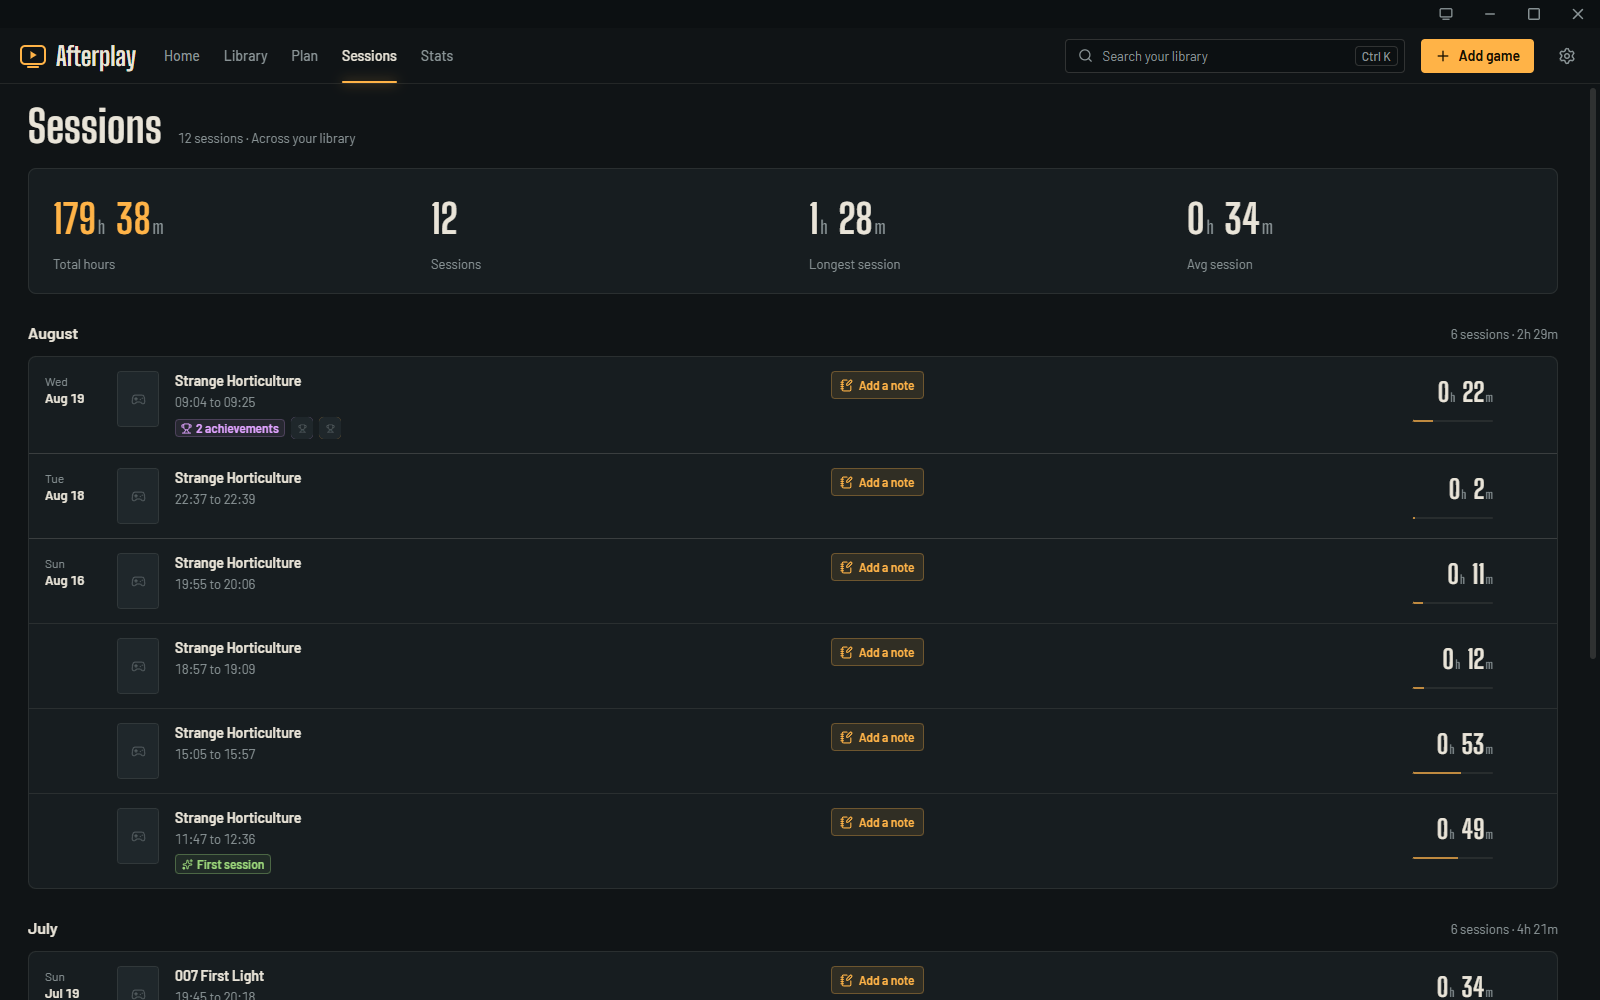 Afterplay
Home
Library
Plan
Sessions
Stats
Search your library
Ctrl K
Add game
Sessions
12 sessions · Across your library
179h 38m
12
1h 28m
0h 34m
Total hours
Sessions
Longest session
Avg session
August
6 sessions · 2h 29m
Wed
Aug 19
Strange Horticulture
09:04 to 09:25
2 achievements
Add a note
0h 22m
Tue
Aug 18
Strange Horticulture
22:37 to 22:39
Add a note
0h 2m
Sun
Aug 16
Strange Horticulture
19:55 to 20:06
Add a note
0h 11m
Strange Horticulture
18:57 to 19:09
Add a note
0h 12m
Strange Horticulture
15:05 to 15:57
Add a note
0h 53m
Strange Horticulture
11:47 to 12:36
First session
Add a note
0h 49m
July
6 sessions · 4h 21m
Sun
Jul 19
007 First Light
19:45 to 20:18
Add a note
0h 34m